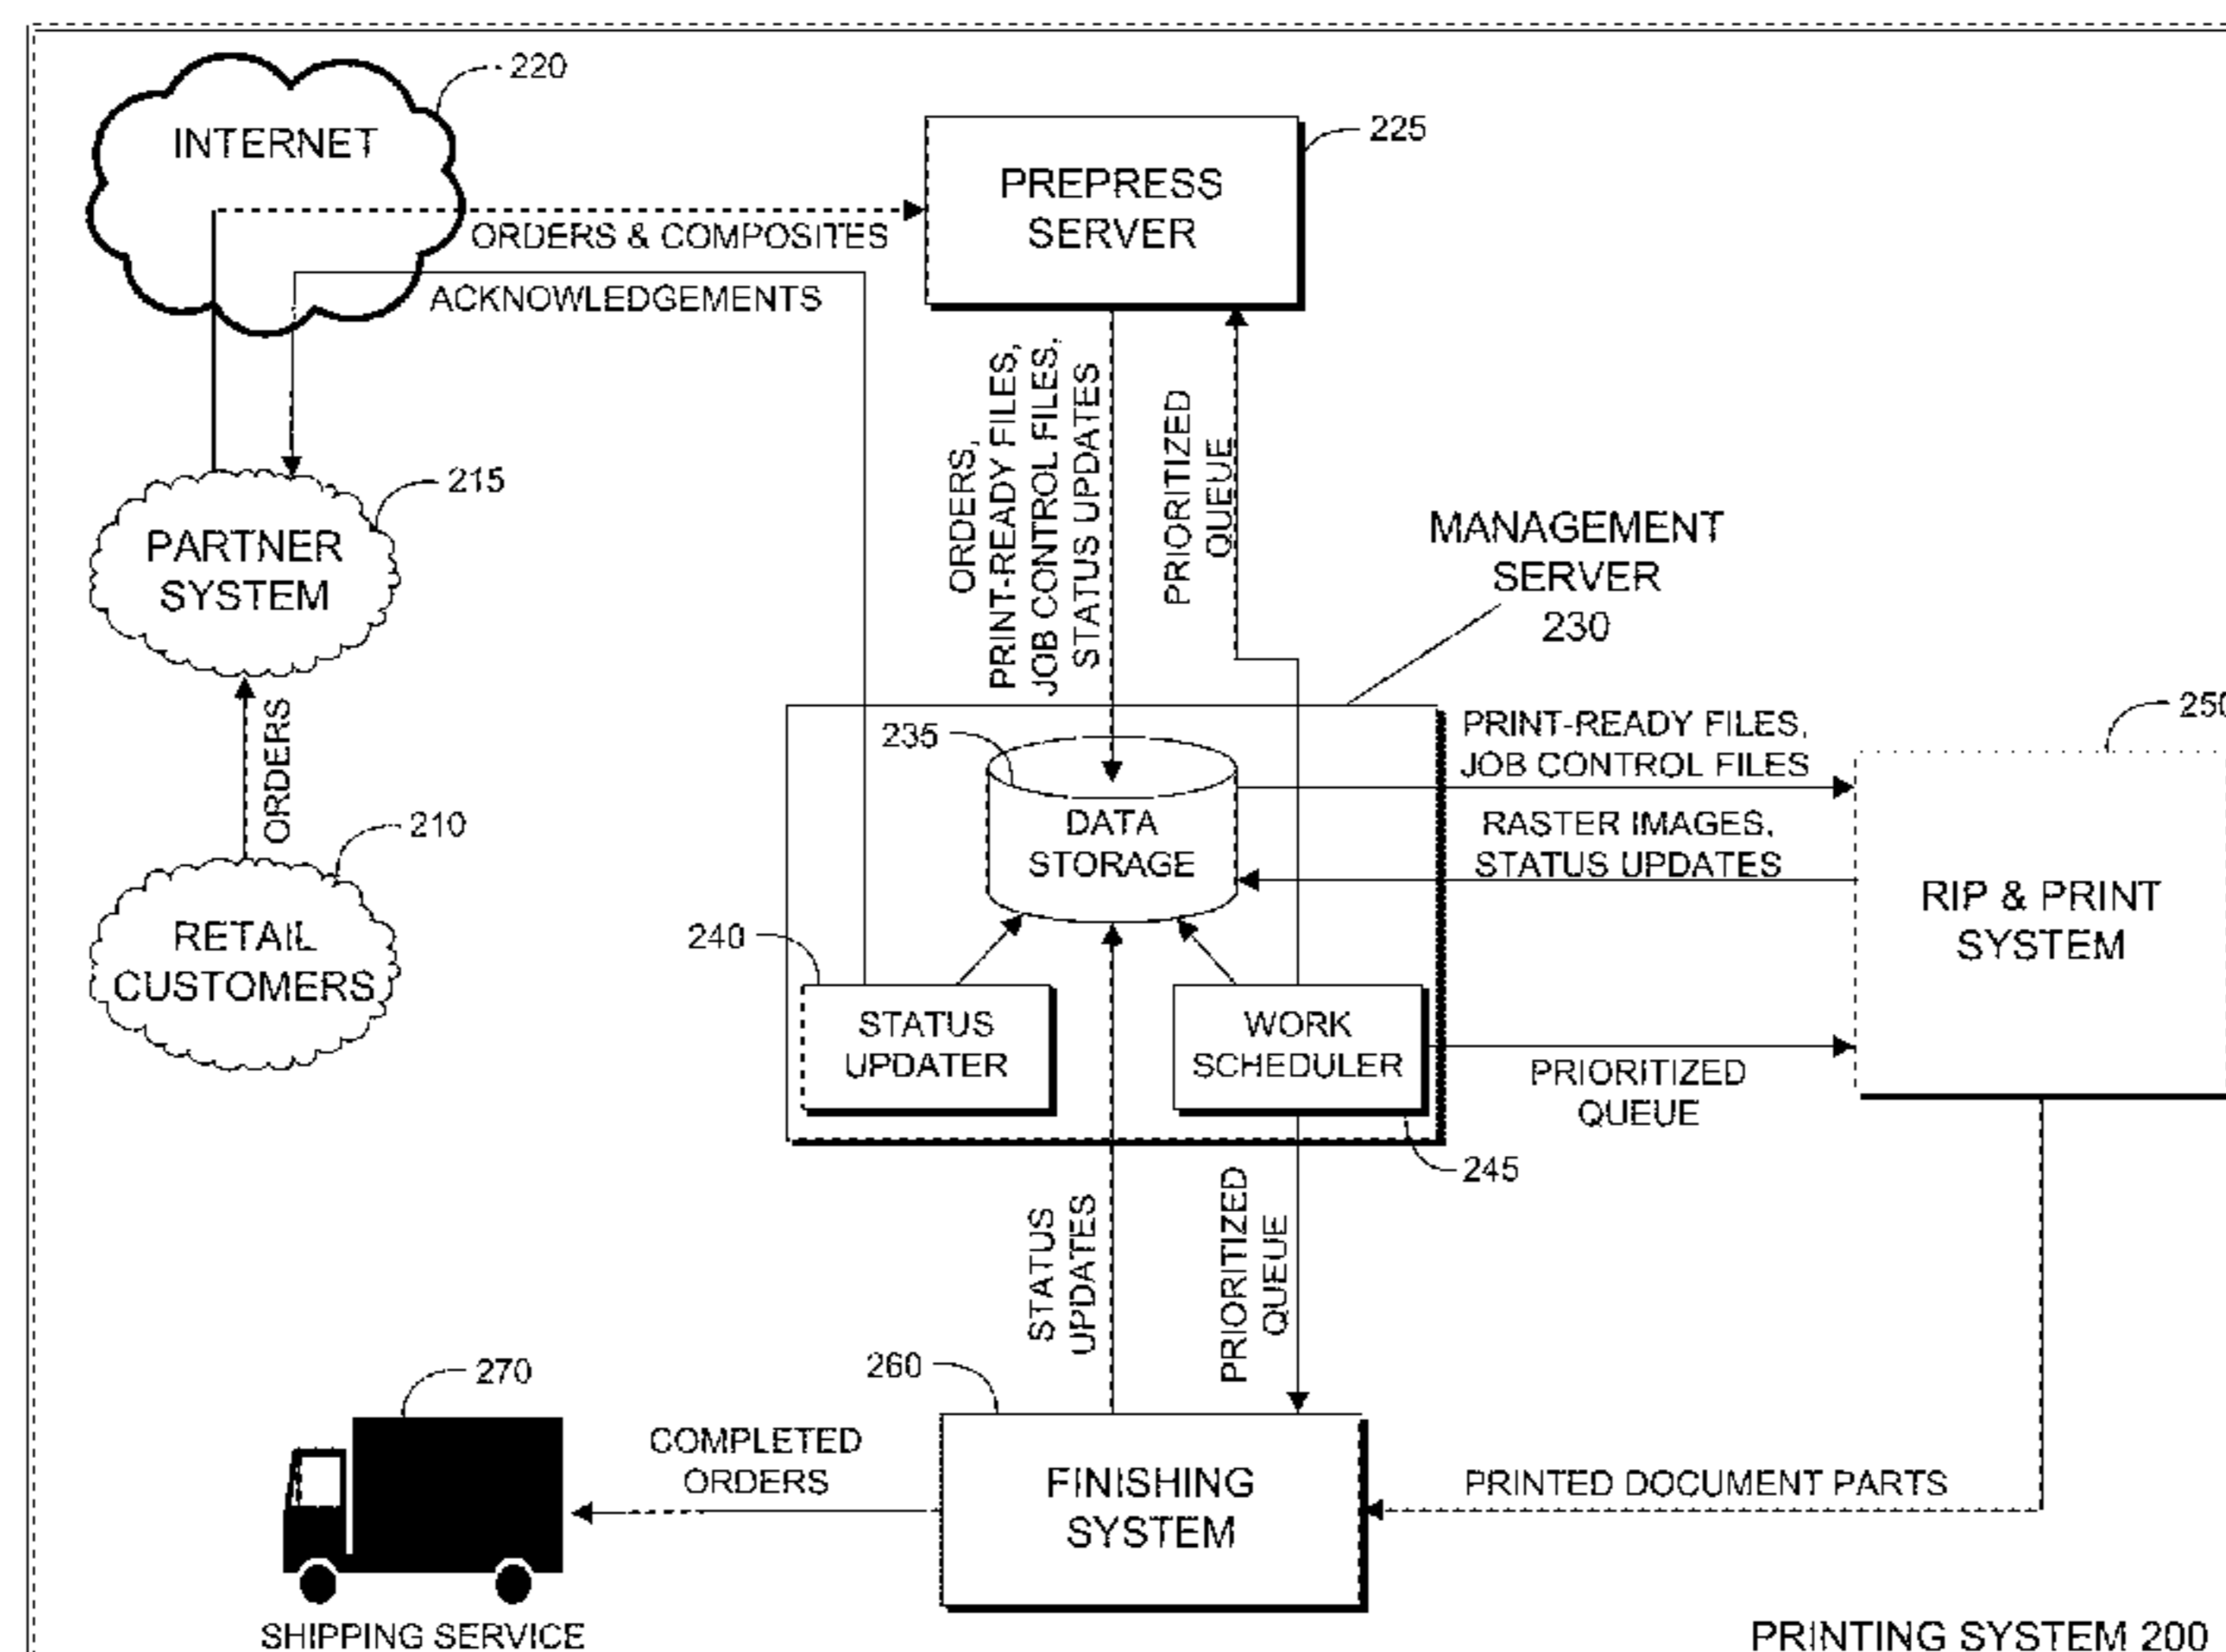 220
INTERNET
225
PREPRESS
SERVER
ORDERS & COMPOSITES
ACKNOWLEDGEMENTS
ORDERS,
PRINT-READY FILES,
JOB CONTROL FILES,
STATUS UPDATES
PRIORITIZED
QUEUE
215
PARTNER
SYSTEM
MANAGEMENT
SERVER
230
ORDERS
210
RETAIL
CUSTOMERS
235
DATA
STORAGE
PRINT-READY FILES,
JOB CONTROL FILES
250
RASTER IMAGES,
STATUS UPDATES
RIP & PRINT
SYSTEM
240
STATUS
UPDATER
WORK
SCHEDULER
PRIORITIZED
QUEUE
245
STATUS
UPDATES
PRIORITIZED
QUEUE
270
260
COMPLETED
ORDERS
FINISHING
SYSTEM
PRINTED DOCUMENT PARTS
SHIPPING SERVICE
PRINTING SYSTEM 200